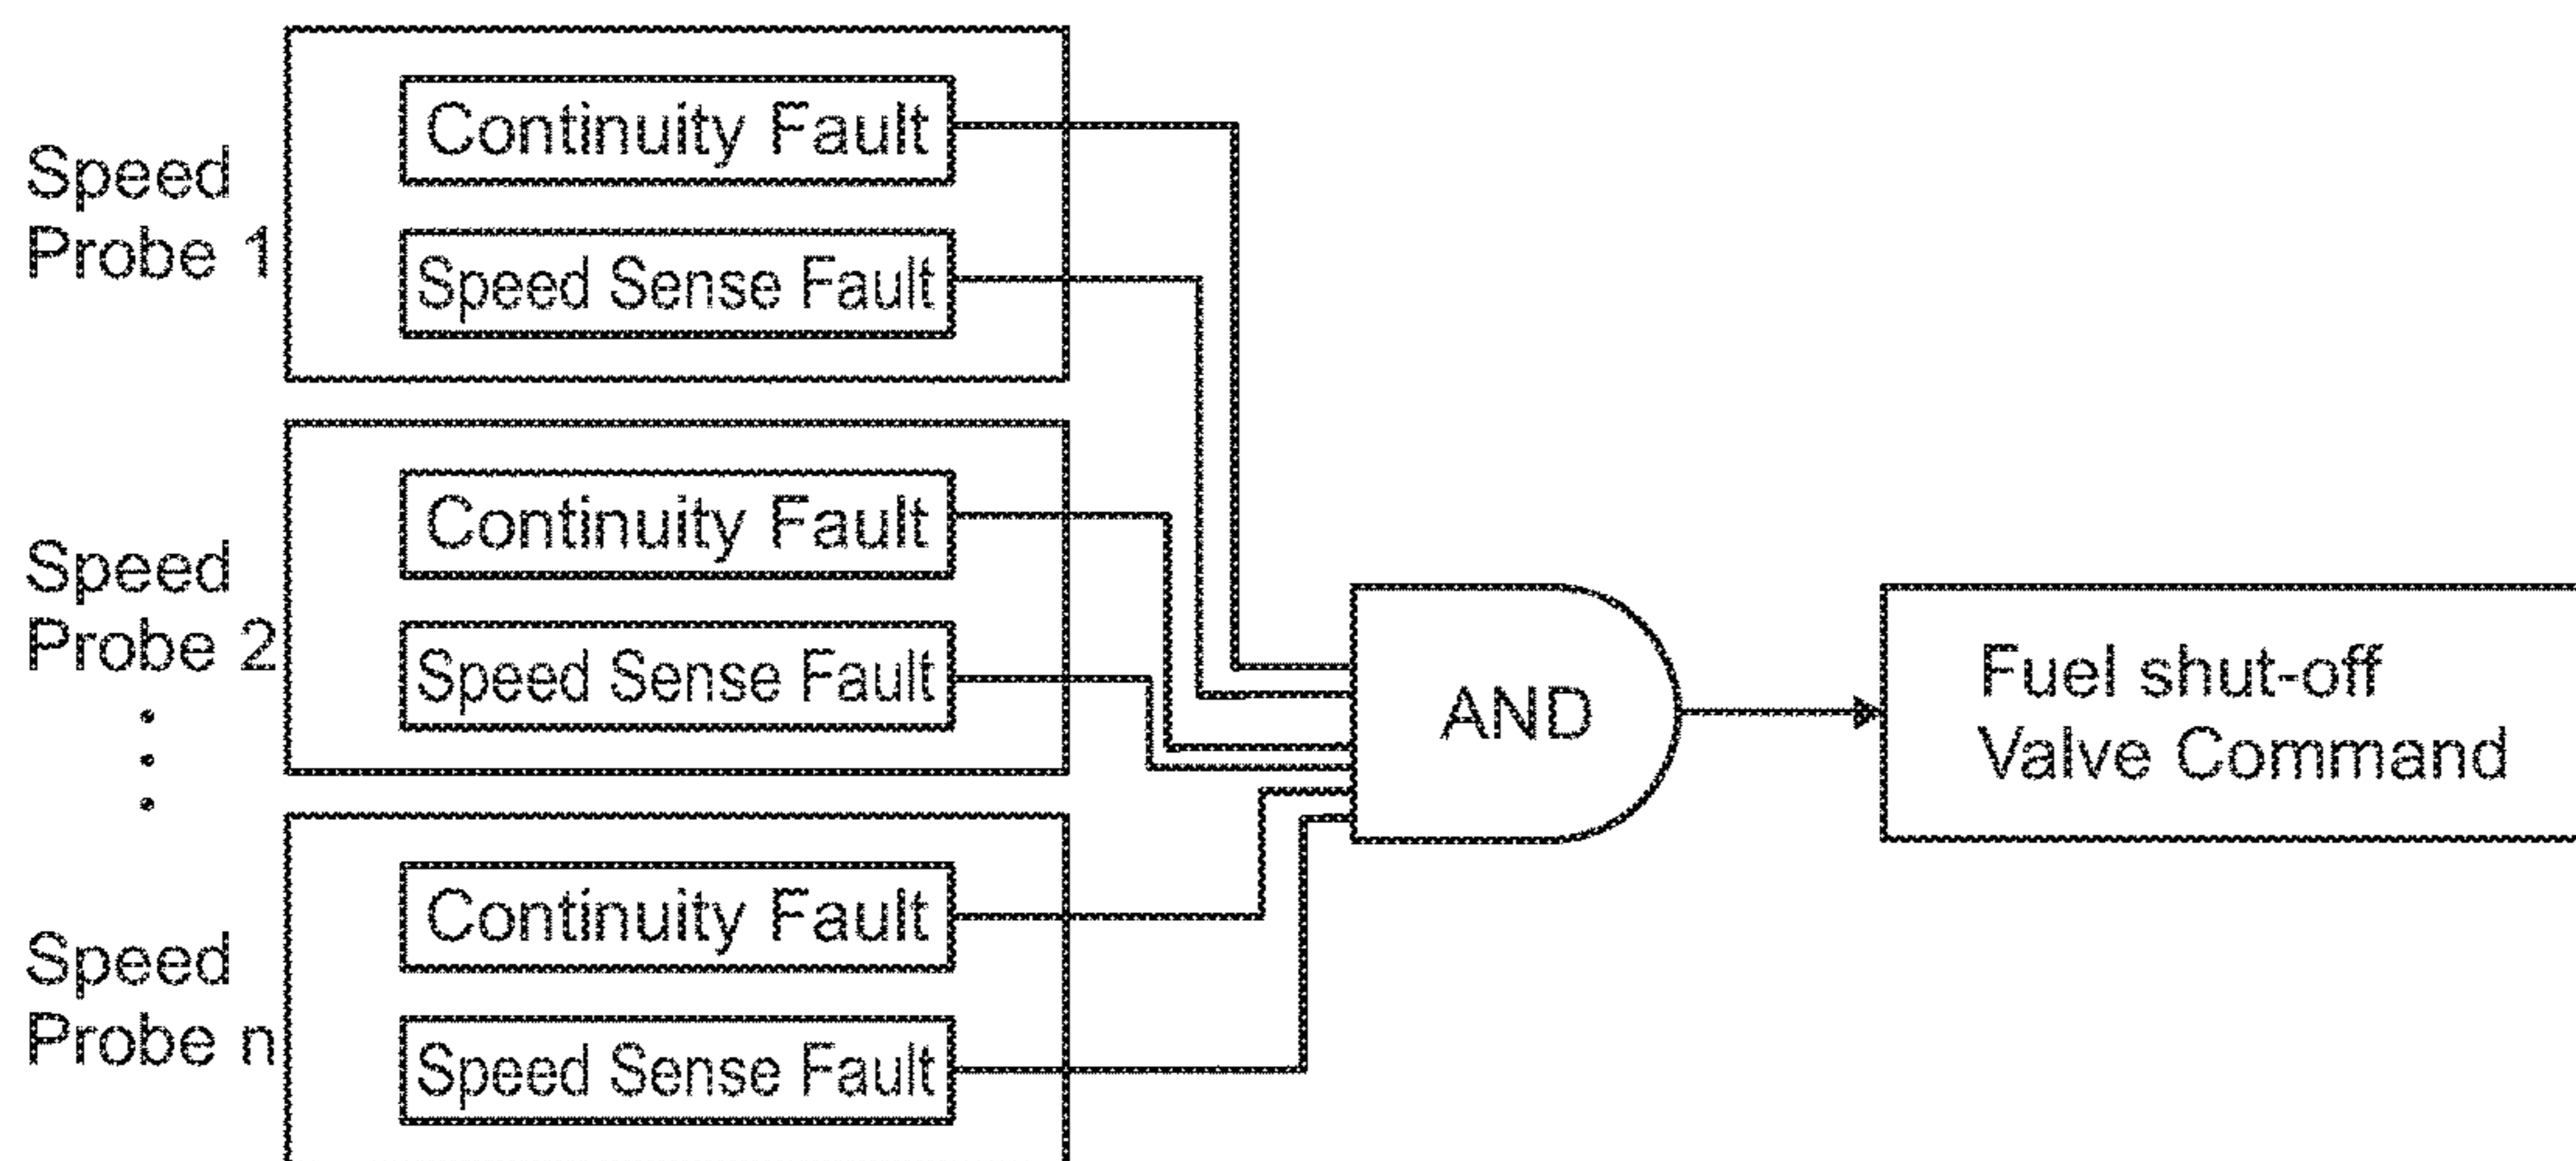 Speed
Probe 1
Continuity Fault
Speed Sense Fault
Speed
Probe 2
Continuity Fault
Speed Sense Fault
Speed
Probe n
Continuity Fault
Speed Sense Fault
AND
Fuel shut-off
Valve Command